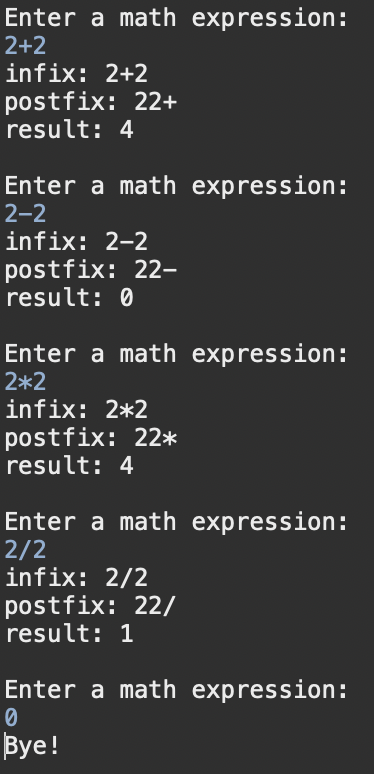 Enter a math expression:
2+2
infix: 2+2
postfix: 22+
result: 4

Enter a math expression:
2-2
infix: 2-2
postfix: 22-
result: 0

Enter a math expression:
2*2
infix: 2*2
postfix: 22*
result: 4

Enter a math expression:
2/2
infix: 2/2
postfix: 22/
result: 1

Enter a math expression:
0
Bye!